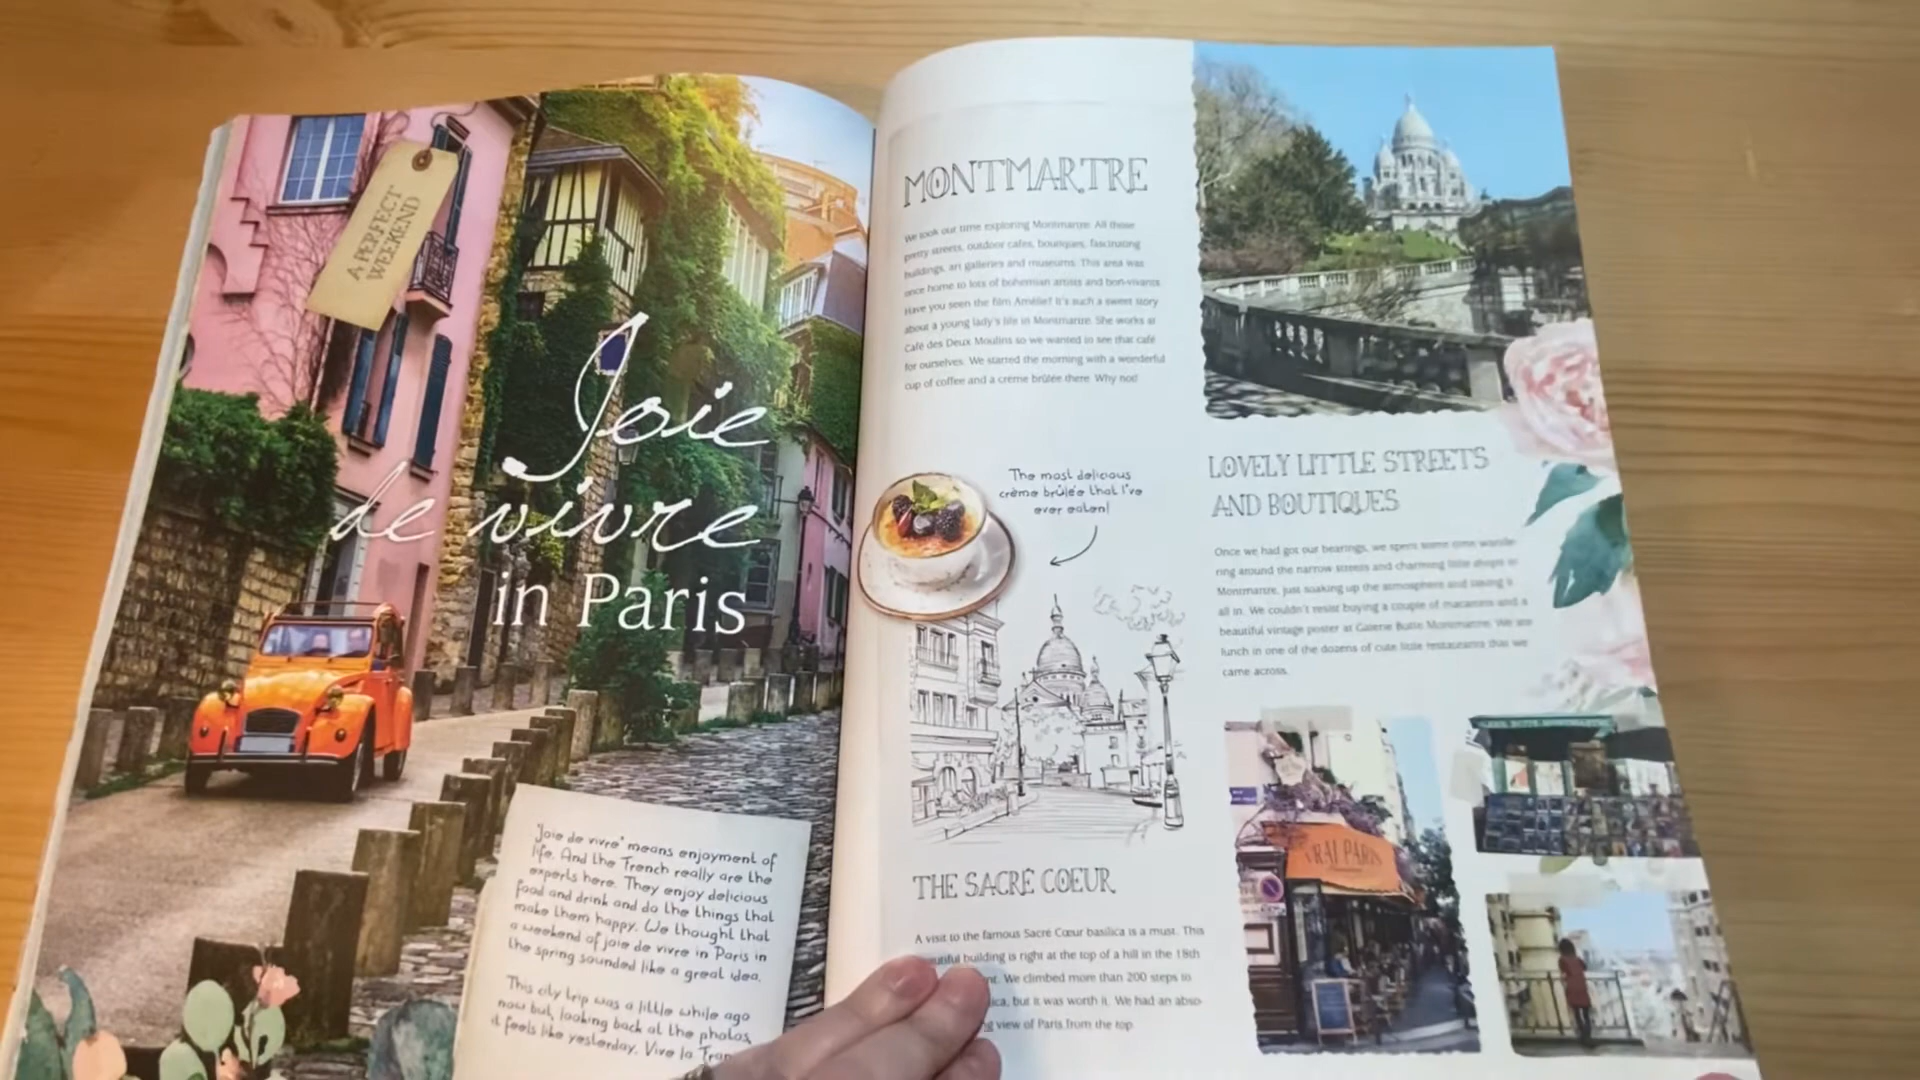 A PERFECT
WEEKEND
Joie
de vivre
in Paris
"Joie de vivre" means enjoyment of
life. And the French really are the
experts here. They enjoy delicious
food and drink and do the things that
make them happy. We thought that
a weekend of joie de vivre in Paris in
the spring sounded like a great idea.
This city trip was a little while ago
now but, looking back at the photos,
it feels like yesterday. Vive la
MONTMARTRE
We took our time exploring Montmartre. All those
pretty streets, outdoor cafes, boutiques, fascinating
buildings, art galleries and museums. This area was
once home to lots of bohemian artists and bon-vivants.
Have you seen the film Amélie? It's such a sweet story
about a young lady's life in Montmartre. She works at
Café des Deux Moulins so we wanted to see that café
for ourselves. We started the morning with a wonderful
cup of coffee and a crème brûlée there. Why not!
The most delicious
crème brûlée that I've
ever eaten!
THE SACRE COEUR
A visit to the famous Sacré Cœur basilica is a must. This
building is right at the top of a hill in the 18th
We climbed more than 200 steps to
but it was worth it. We had an abso-
view of Paris from the top.
LOVELY LITTLE STREETS
AND BOUTIQUES
Once we had got our bearings, we spent some time wande-
ring around the narrow streets and charming little shops in
Montmartre, just soaking up the atmosphere and taking it
all in. We couldn't resist buying a couple of macarons and a
beautiful vintage poster at Galerie Butte Montmartre. We ate
lunch in one of the dozens of cute little restaurants that we
came across.
VRAI PARIS